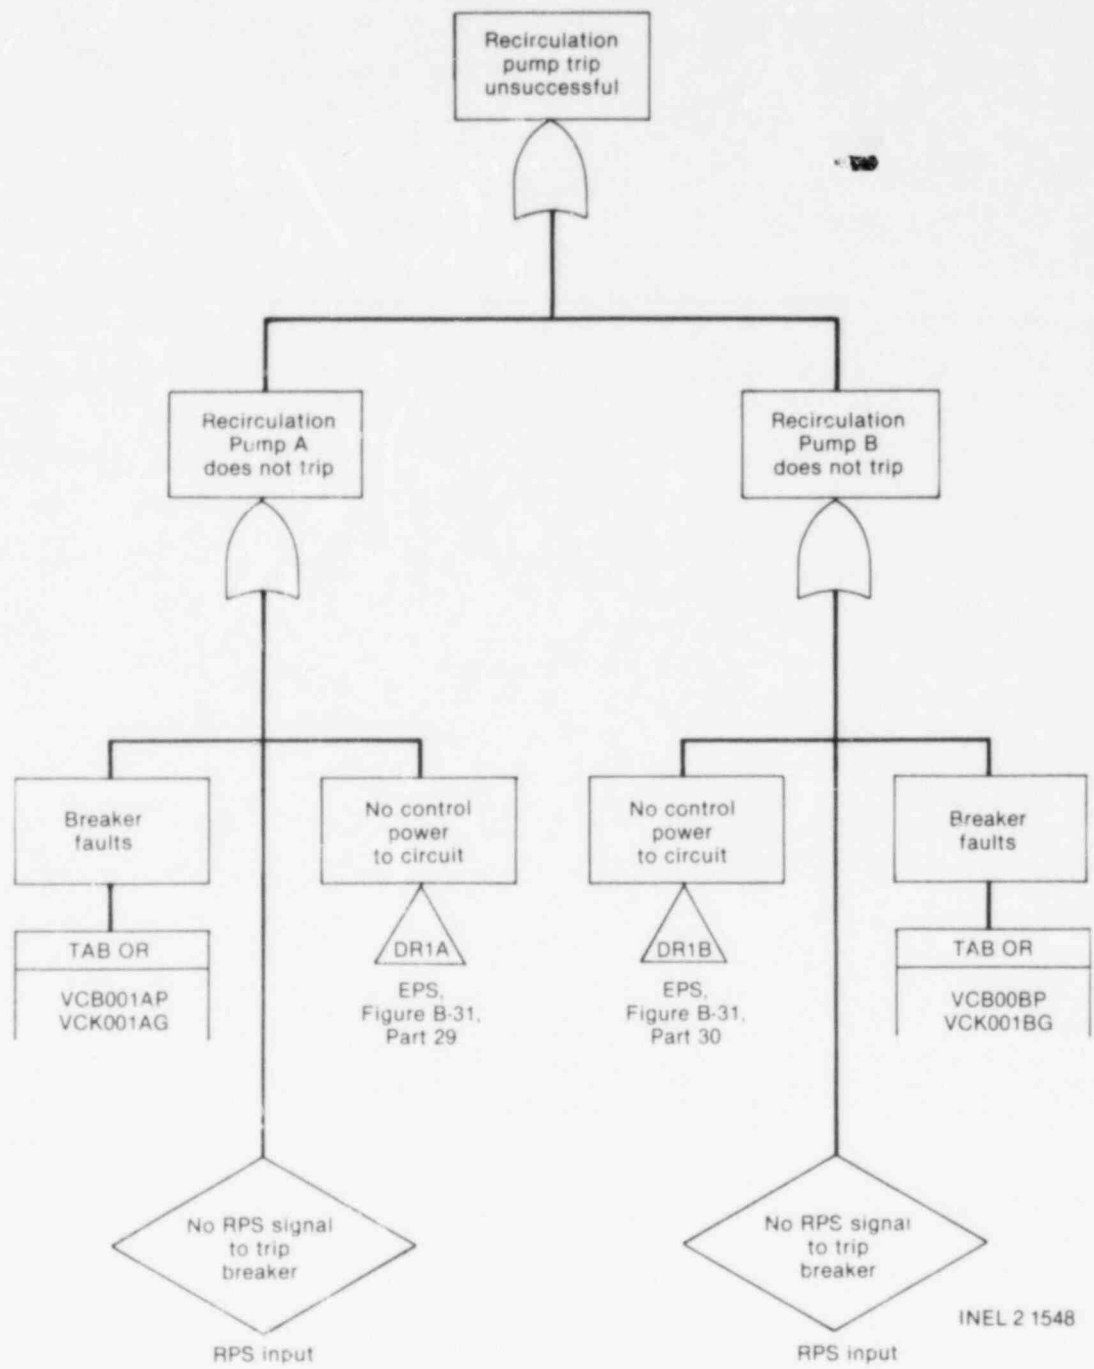 Recirculation
pump trip
unsuccessful
Recirculation
Pump A
does not trip
Recirculation
Pump B
does not trip
Breaker
faults
No control
power
to circuit
No control
power
to circuit
Breaker
faults
TAB OR
VCB001AP
VCK001AG
DR1A
EPS,
Figure B-31,
Part 29
DR1B
EPS,
Figure B-31,
Part 30
TAB OR
VCB00BP
VCK001BG
No RPS signal
to trip
breaker
RPS input
No RPS signal
to trip
breaker
RPS input
INEL 2 1548